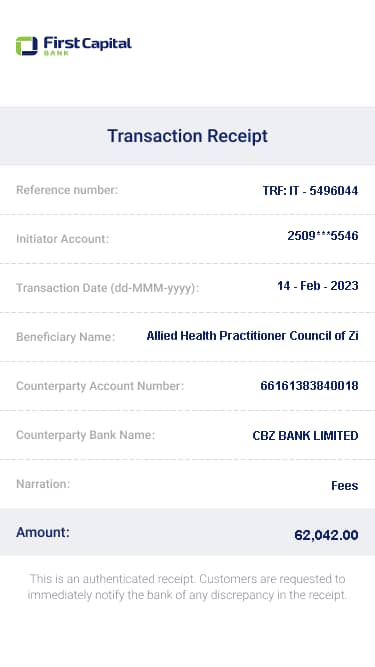 First Capital
BANK
Transaction Receipt
Reference number: TRF: IT - 5496044
Initiator Account: 2509***5546
Transaction Date (dd-MMM-yyyy): 14 - Feb - 2023
Beneficiary Name: Allied Health Practitioner Council of Zi
Counterparty Account Number: 66161383840018
Counterparty Bank Name: CBZ BANK LIMITED
Narration: Fees
Amount: 62,042.00
This is an authenticated receipt. Customers are requested to
immediately notify the bank of any discrepancy in the receipt.